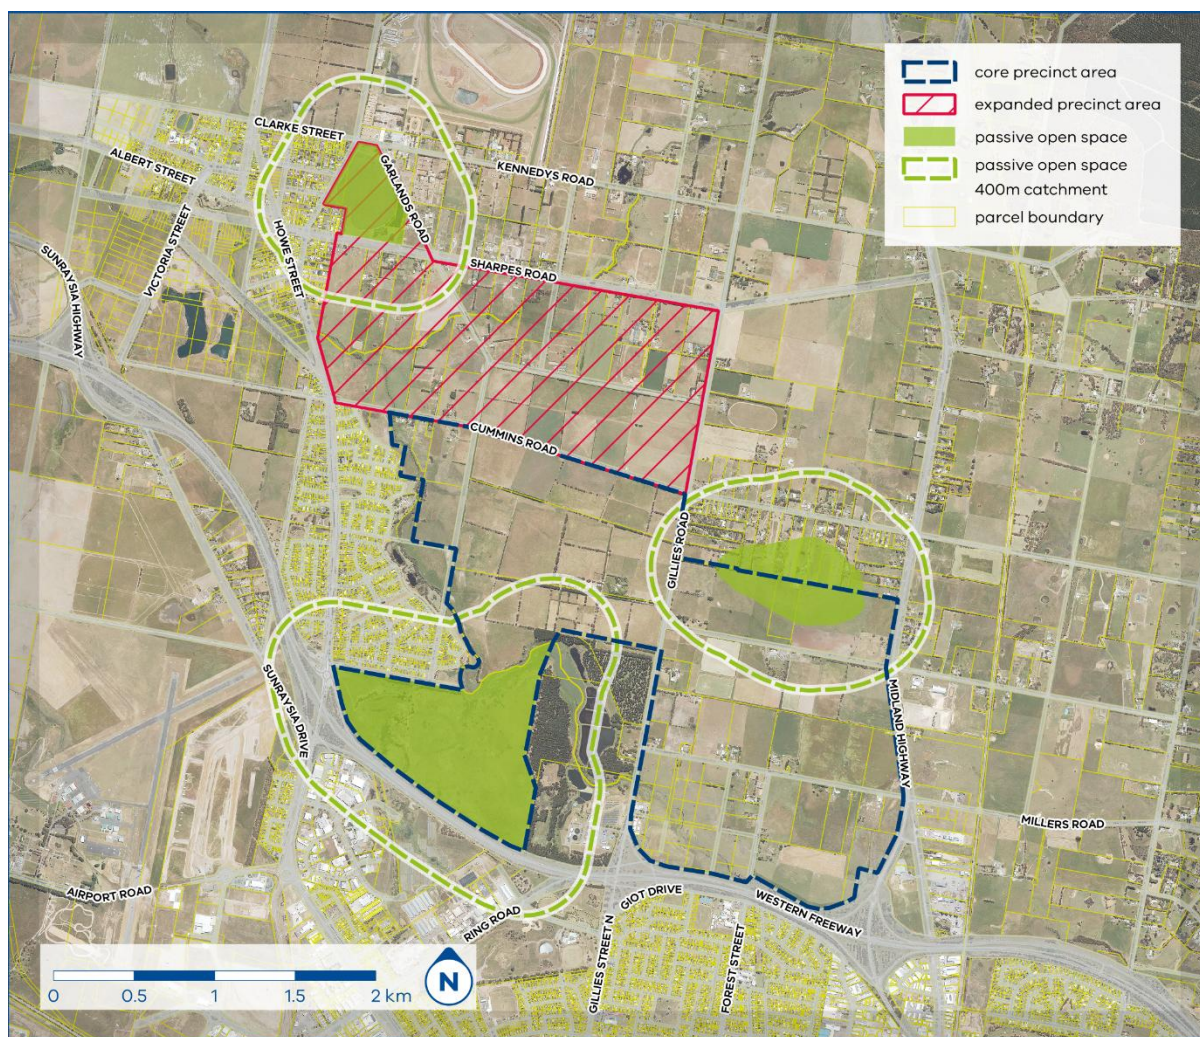 core precinct area
expanded precinct area
passive open space
passive open space
400m catchment
parcel boundary
CLARKE STREET
ALBERT STREET
KENNEDYS ROAD
GARLANDS ROAD
VICTORIA STREET
HOWE STREET
SUNRAYSIA HIGHWAY
SHARPES ROAD
CUMMINS ROAD
GILLIES ROAD
SUNRAYSIA DRIVE
MIDLAND HIGHWAY
MILLERS ROAD
AIRPORT ROAD
RING ROAD
GIOT DRIVE
WESTERN FREEWAY
GILLIES STREET N
FOREST STREET
0 0.5 1 1.5 2 km
N